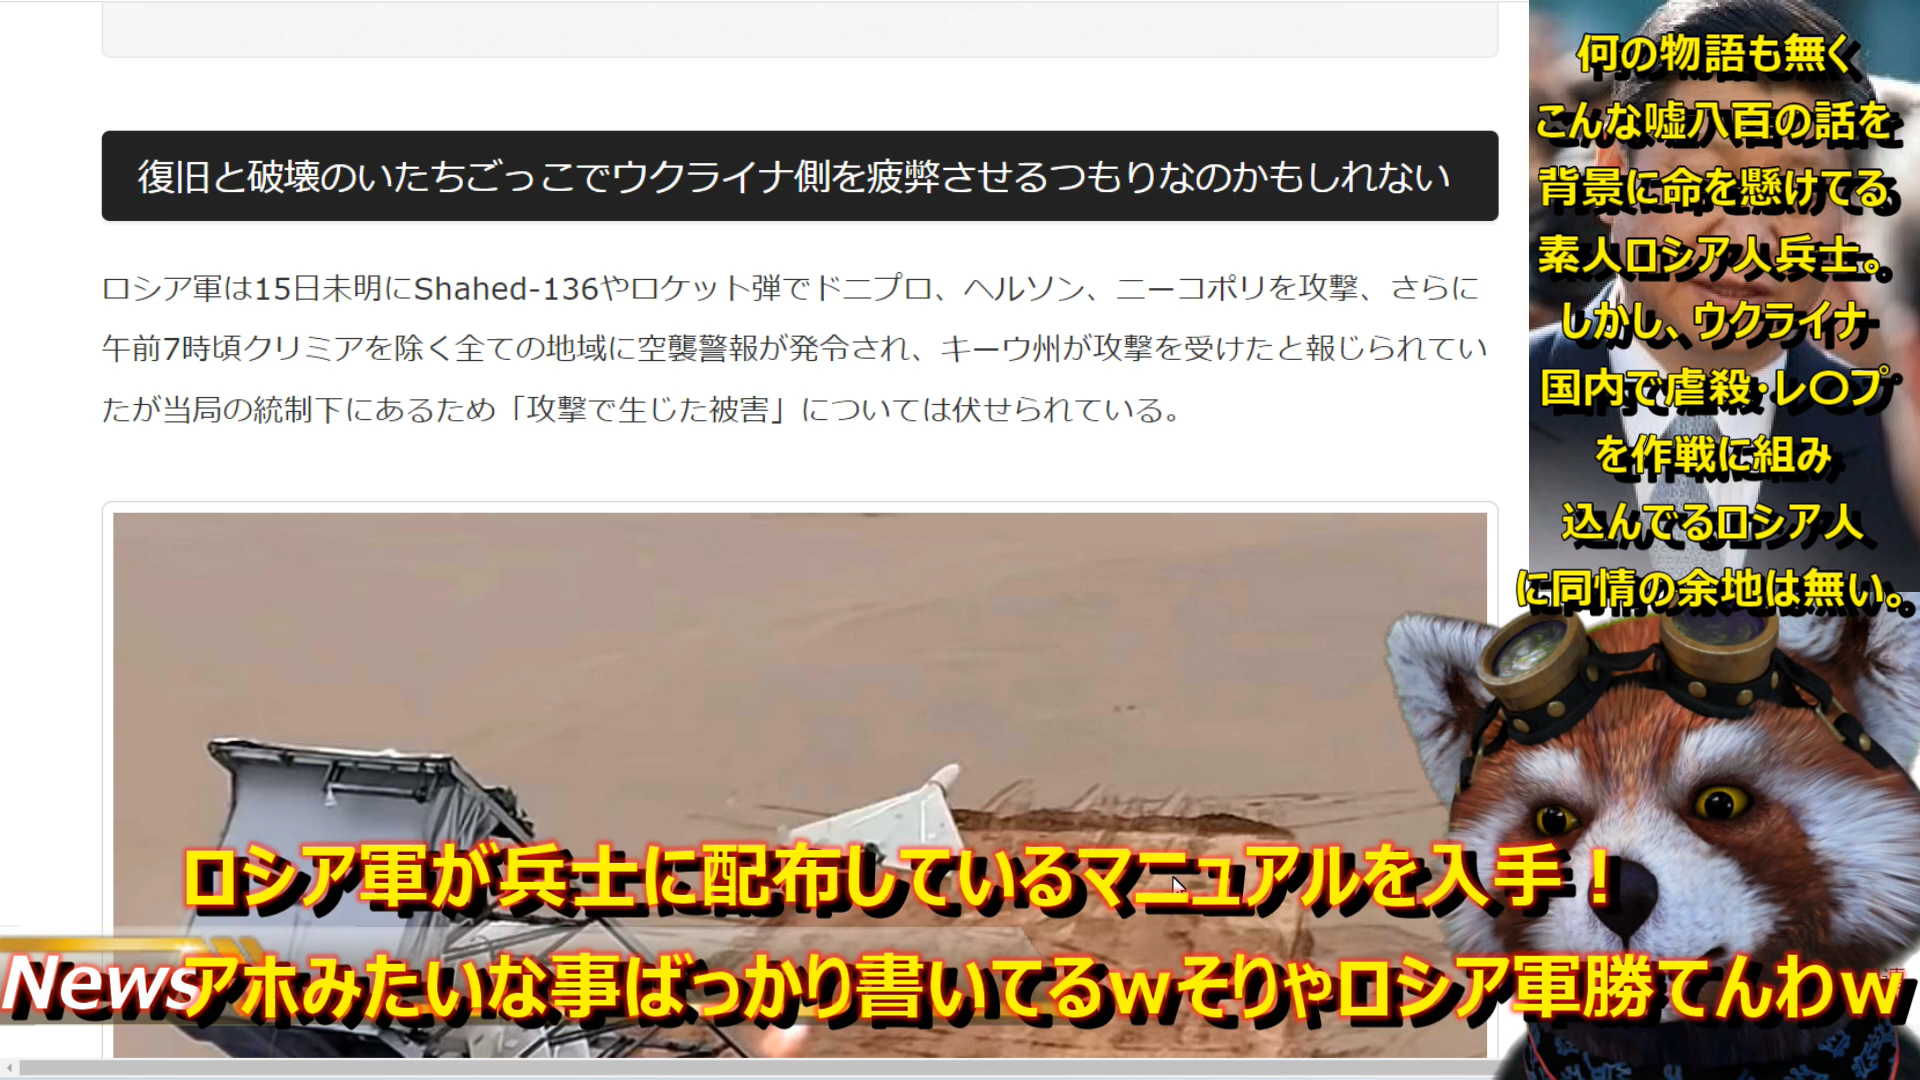 復旧と破壊のいたちごっこでウクライナ側を疲弊させるつもりなのかもしれない
ロシア軍は15日未明にShahed-136やロケット弾でドニプロ、ヘルソン、ニーコポリを攻撃、さらに
午前7時頃クリミアを除く全ての地域に空襲警報が発令され、キーウ州が攻撃を受けたと報じられてい
たが当局の統制下にあるため「攻撃で生じた被害」については伏せられている。
何の物語も無く
こんな嘘八百の話を
背景に命を懸けてる
素人ロシア人兵士。
しかし、ウクライナ
国内で虐殺・レ〇プ
を作戦に組み
込んでるロシア人
に同情の余地は無い。
ロシア軍が兵士に配布しているマニュアルを入手！
News
アホみたいな事ばっかり書いてるwそりゃロシア軍勝てんわw